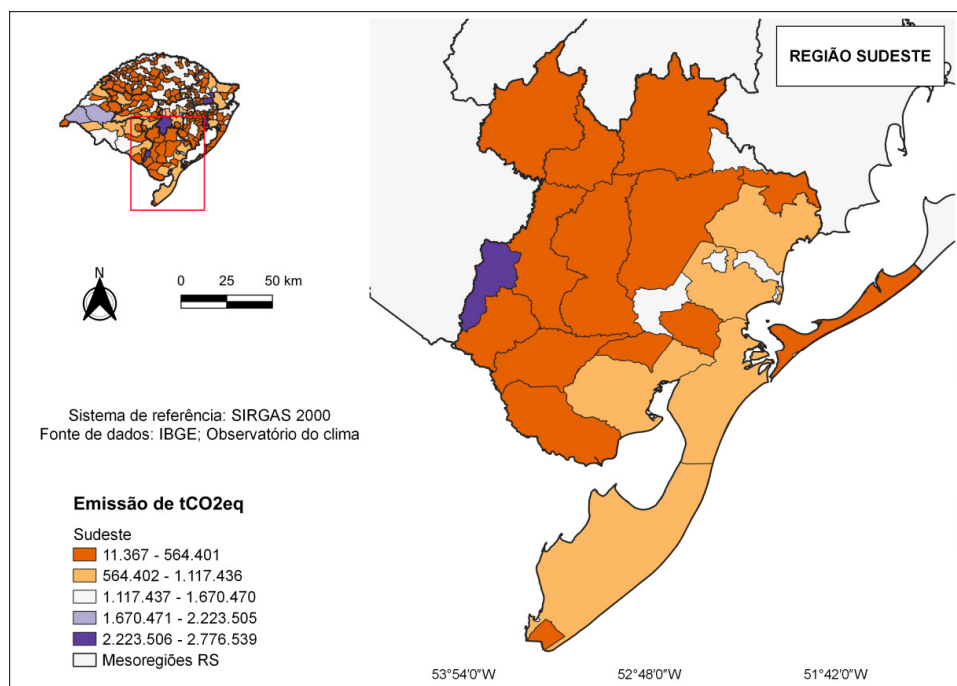 REGIÃO SUDESTE
N
0 25 50 km
Sistema de referência: SIRGAS 2000
Fonte de dados: IBGE; Observatório do clima
Emissão de tCO2eq
Sudeste
11.367 - 564.401
564.402 - 1.117.436
1.117.437 - 1.670.470
1.670.471 - 2.223.505
2.223.506 - 2.776.539
Mesoregiões RS
53°54'0"W 52°48'0"W 51°42'0"W